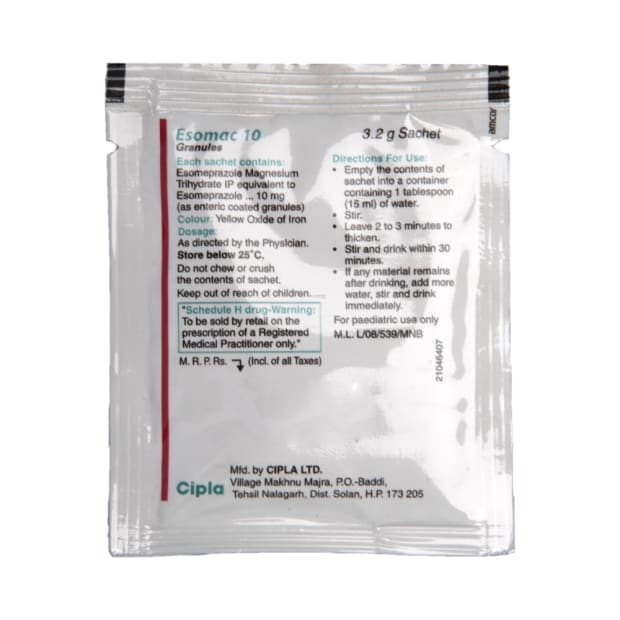 Esomac 10
Granules
3.2 g Sachet
Each sachet contains:
Esomeprazole Magnesium
Trihydrate IP equivalent to
Esomeprazole ... 10 mg
(as enteric coated granules)
Colour: Yellow Oxide of Iron
Dosage:
As directed by the Physician.
Store below 25°C.
Do not chew or crush
the contents of sachet.
Keep out of reach of children.
"Schedule H drug-Warning:
To be sold by retail on the
prescription of a Registered
Medical Practitioner only."
M. R. P. Rs. (Incl. of all Taxes)
Directions For Use:
• Empty the contents of
sachet into a container
containing 1 tablespoon
(15 ml) of water.
• Stir.
• Leave 2 to 3 minutes to
thicken.
• Stir and drink within 30
minutes.
• If any material remains
after drinking, add more
water, stir and drink
immediately.
For paediatric use only
M.L. L/08/539/MNB
21046407
amcor
Cipla
Mfd. by CIPLA LTD.
Village Makhnu Majra, P.O.-Baddi,
Tehsil Nalagarh, Dist. Solan, H.P. 173 205